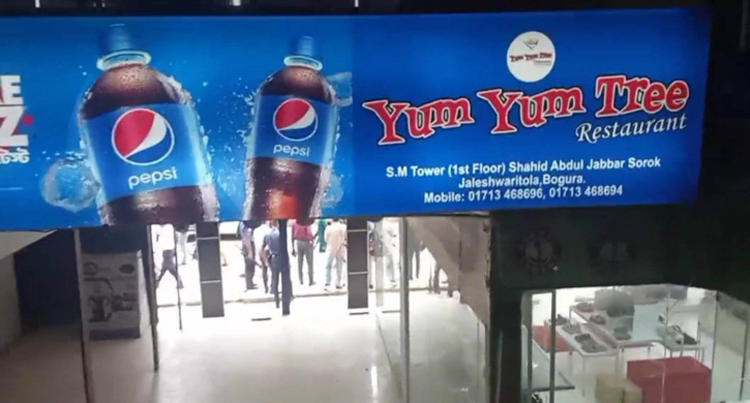 pepsi
pepsi
Yum Yum Tree
Yum Yum Tree
Restaurant
S.M Tower (1st Floor) Shahid Abdul Jabbar Sorok
Jaleshwaritola,Bogura.
Mobile: 01713 468696, 01713 468694